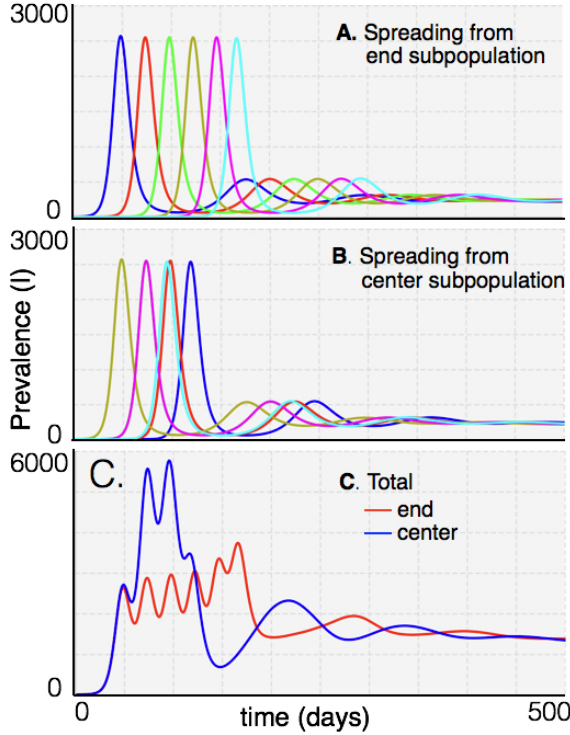 3000
A. Spreading from
end subpopulation
0
3000
B. Spreading from
center subpopulation
0
Prevalence (I)
6000
C.
C. Total
end
center
0
0
time (days)
500